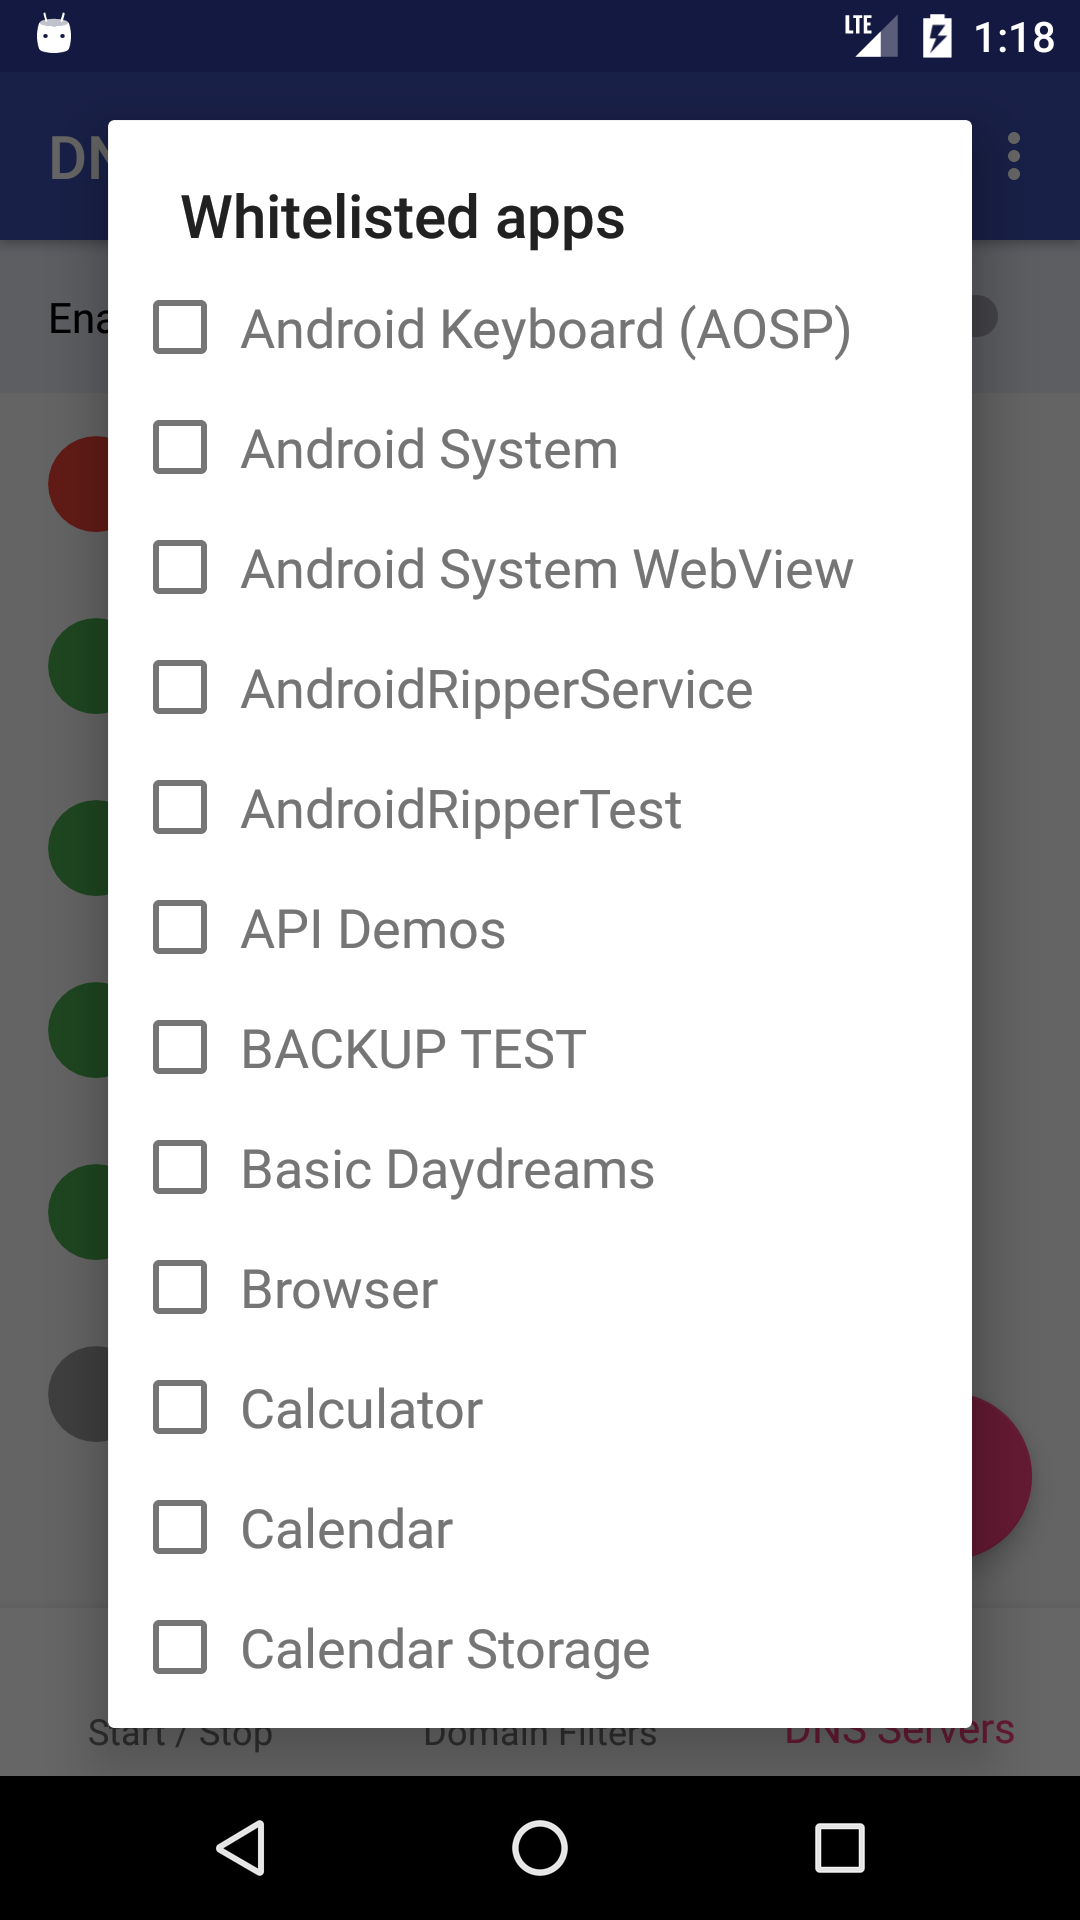 LTE 1:18
DN
Whitelisted apps
Ena
Android Keyboard (AOSP)
Android System
Android System WebView
AndroidRipperService
AndroidRipperTest
API Demos
BACKUP TEST
Basic Daydreams
Browser
Calculator
Calendar
Calendar Storage
Start / Stop Domain Filters DNS Servers